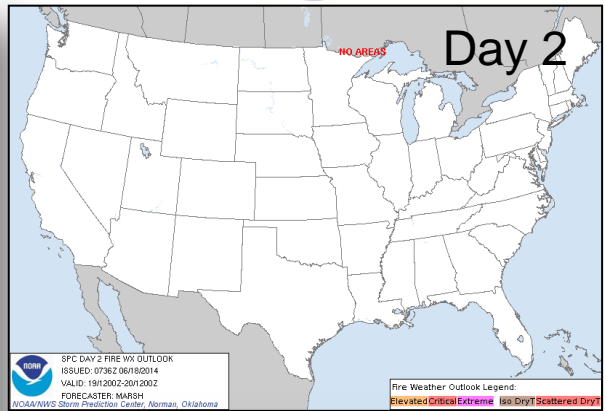 Day 2
NO AREAS
NOAA
SPC DAY 2 FIRE WX OUTLOOK
ISSUED: 0736Z 06/18/2014
VALID: 19/1200Z-20/1200Z
FORECASTER: MARSH
NOAA/NWS Storm Prediction Center, Norman, Oklahoma
Fire Weather Outlook Legend:
Elevated Critical Extreme Iso DryT Scattered DryT